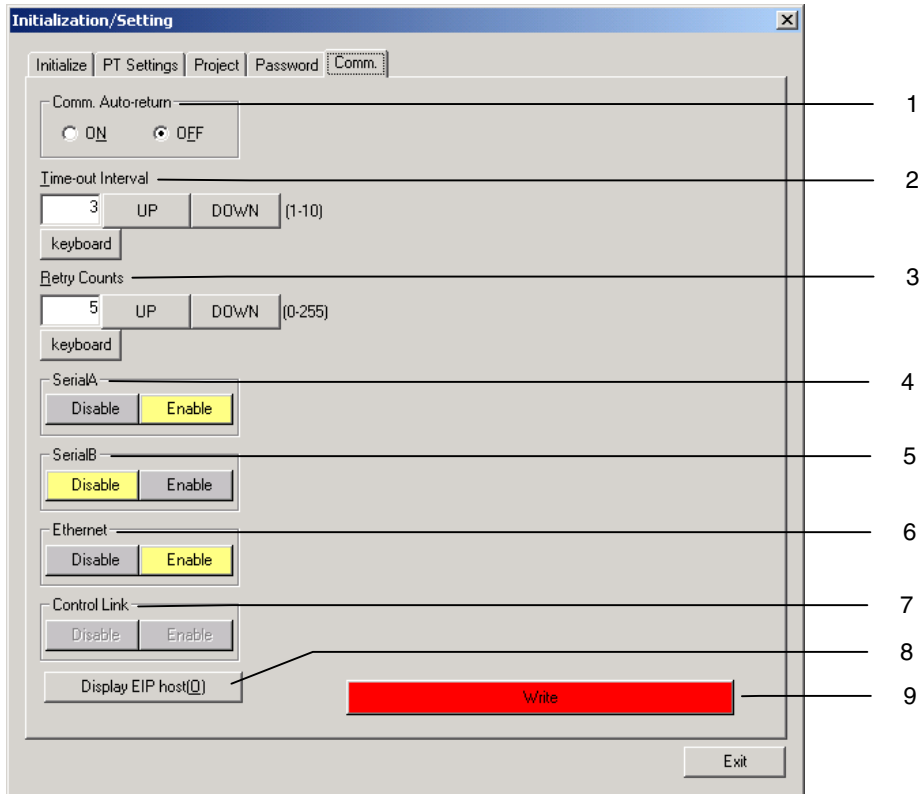 Initialization/Setting
Initialize PT Settings Project Password Comm.
Comm. Auto-return 1
ON OFF
Time-out Interval 2
3 UP DOWN (1-10)
keyboard
Retry Counts 3
5 UP DOWN (0-255)
keyboard
SerialA 4
Disable Enable
SerialB 5
Disable Enable
Ethernet 6
Disable Enable
Control Link 7
Disable Enable
8
Display EIP host(O) Write 9
Exit